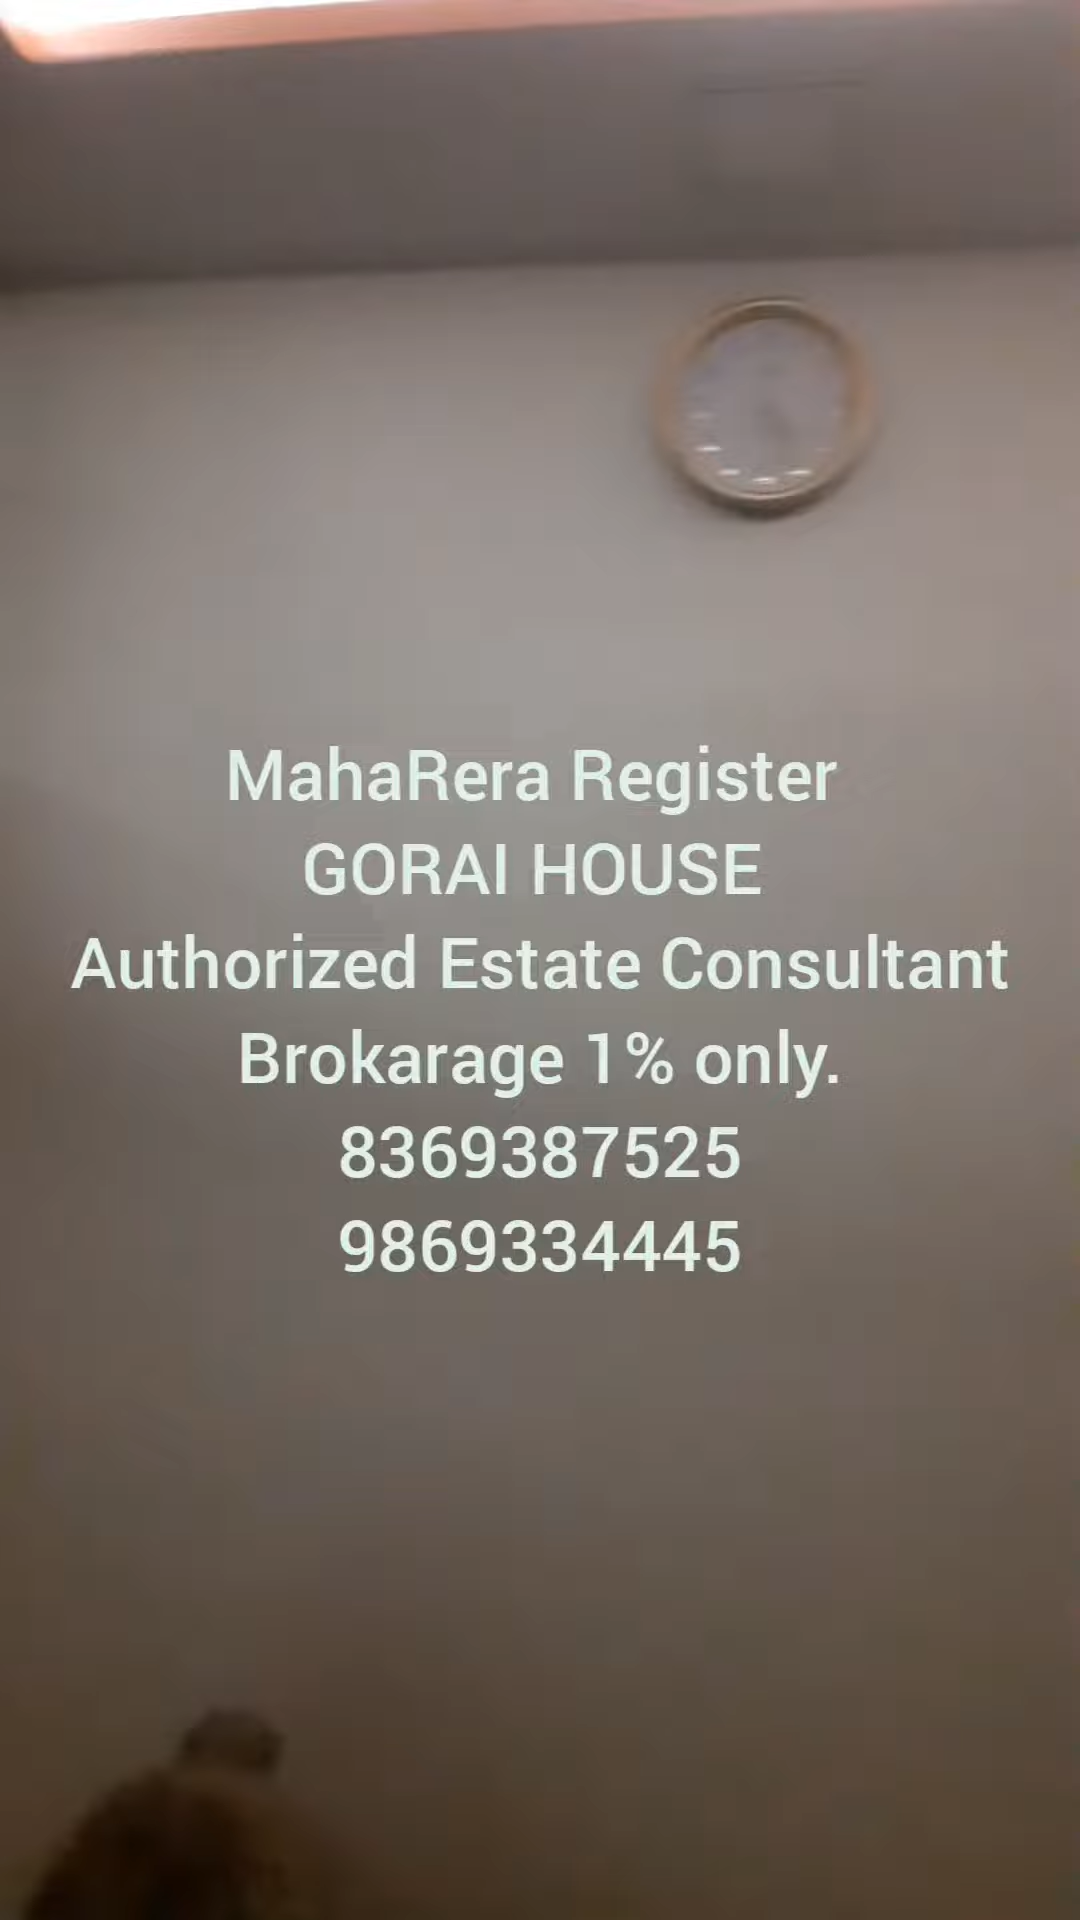 MahaRera Register
GORAI HOUSE
Authorized Estate Consultant
Brokarage 1% only.
8369387525
9869334445